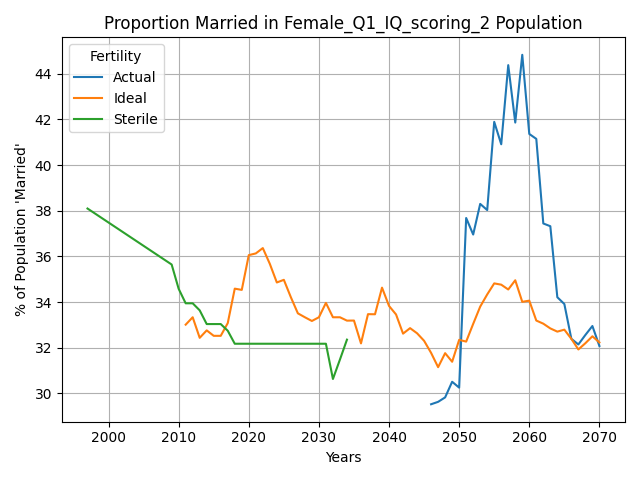 Proportion Married in Female_Q1_IQ_scoring_2 Population
Fertility
Actual
Ideal
Sterile
% of Population 'Married'
44
42
40
38
36
34
32
30
2000 2010 2020 2030 2040 2050 2060 2070
Years